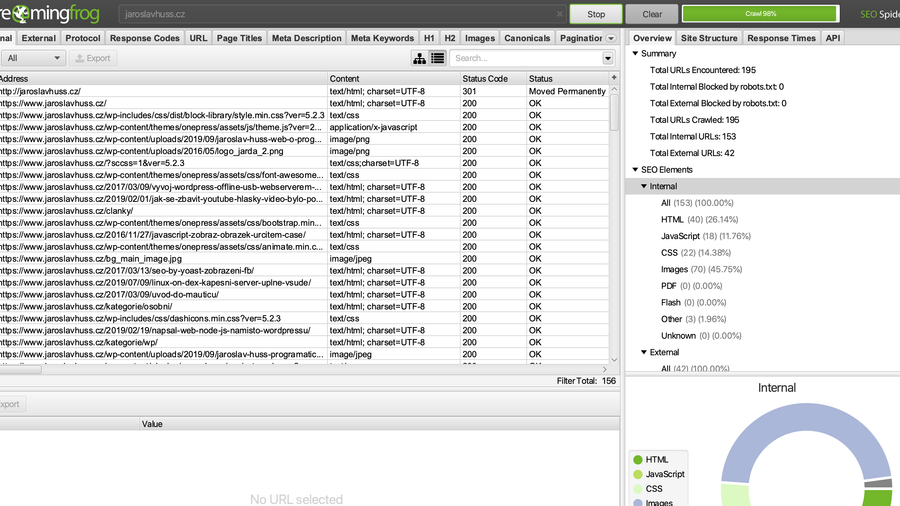 reamingfrog
jaroslavhuss.cz
Stop
Clear
Crawl 98%
SEO Spide
nal External Protocol Response Codes URL Page Titles Meta Description Meta Keywords H1 H2 Images Canonicals Pagination
Overview Site Structure Response Times API
All
Export
Search...
Address Content Status Code Status
http://jaroslavhuss.cz/ text/html; charset=UTF-8 301 Moved Permanently
https://www.jaroslavhuss.cz/ text/html; charset=UTF-8 200 OK
https://www.jaroslavhuss.cz/wp-includes/css/dist/block-library/style.min.css?ver=5.2.3 text/css 200 OK
https://www.jaroslavhuss.cz/wp-content/themes/onepress/assets/js/theme.js?ver=2... application/x-javascript 200 OK
https://www.jaroslavhuss.cz/wp-content/uploads/2019/09/jaroslav-huss-web-o-prog... image/png 200 OK
https://www.jaroslavhuss.cz/wp-content/uploads/2016/05/logo_jarda_2.png image/png 200 OK
https://www.jaroslavhuss.cz/?sccss=1&ver=5.2.3 text/css;charset=UTF-8 200 OK
https://www.jaroslavhuss.cz/wp-content/themes/onepress/assets/css/font-awesome... text/css 200 OK
https://www.jaroslavhuss.cz/2017/03/09/vyvoj-wordpress-offline-usb-webserverem-... text/html; charset=UTF-8 200 OK
https://www.jaroslavhuss.cz/2019/02/01/jak-se-zbavit-youtube-hlasky-video-bylo-po... text/html; charset=UTF-8 200 OK
https://www.jaroslavhuss.cz/clanky/ text/html; charset=UTF-8 200 OK
https://www.jaroslavhuss.cz/wp-content/themes/onepress/assets/css/bootstrap.min... text/css 200 OK
https://www.jaroslavhuss.cz/2016/11/27/javascript-zobraz-obrazek-urcitem-case/ text/html; charset=UTF-8 200 OK
https://www.jaroslavhuss.cz/wp-content/themes/onepress/assets/css/animate.min.c... text/css 200 OK
https://www.jaroslavhuss.cz/bg_main_image.jpg image/jpeg 200 OK
https://www.jaroslavhuss.cz/2017/03/13/seo-by-yoast-zobrazeni-fb/ text/html; charset=UTF-8 200 OK
https://www.jaroslavhuss.cz/2019/07/09/linux-on-dex-kapesni-server-uplne-vsude/ text/html; charset=UTF-8 200 OK
https://www.jaroslavhuss.cz/2017/03/09/uvod-do-mauticu/ text/html; charset=UTF-8 200 OK
https://www.jaroslavhuss.cz/kategorie/osobni/ text/html; charset=UTF-8 200 OK
https://www.jaroslavhuss.cz/wp-includes/css/dashicons.min.css?ver=5.2.3 text/css 200 OK
https://www.jaroslavhuss.cz/2019/02/19/napsal-web-node-js-namisto-wordpressu/ text/html; charset=UTF-8 200 OK
https://www.jaroslavhuss.cz/kategorie/wp/ text/html; charset=UTF-8 200 OK
https://www.jaroslavhuss.cz/wp-content/uploads/2019/09/jaroslav-huss-programatic... image/jpeg 200 OK
Filter Total: 156
xport
Value
No URL selected
Summary
Total URLs Encountered: 195
Total Internal Blocked by robots.txt: 0
Total External Blocked by robots.txt: 0
Total URLs Crawled: 195
Total Internal URLs: 153
Total External URLs: 42
SEO Elements
Internal
All (153) (100.00%)
HTML (40) (26.14%)
JavaScript (18) (11.76%)
CSS (22) (14.38%)
Images (70) (45.75%)
PDF (0) (0.00%)
Flash (0) (0.00%)
Other (3) (1.96%)
Unknown (0) (0.00%)
External
All (42) (100.00%)
Internal
HTML
JavaScript
CSS
Images